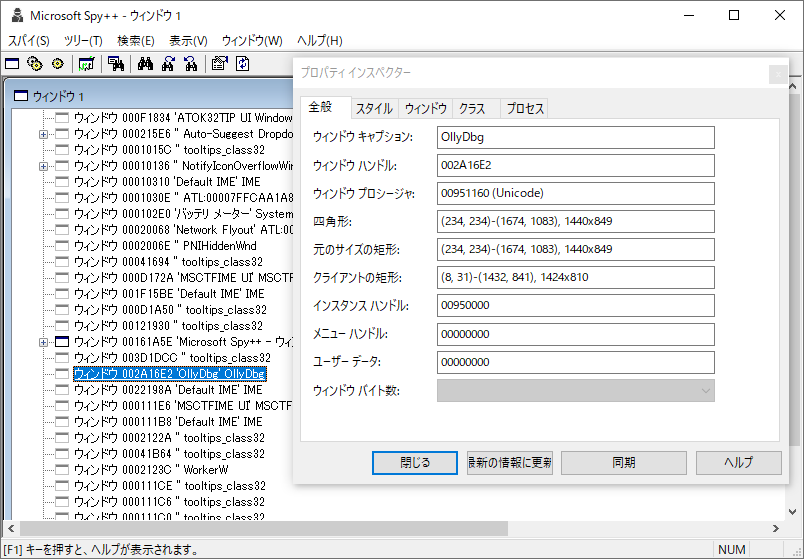 Microsoft Spy++ - ウィンドウ 1
スパイ(S) ツリー(T) 検索(E) 表示(V) ウィンドウ(W) ヘルプ(H)
ウィンドウ 1
ウィンドウ 000F1834 'ATOK32TIP UI Window
ウィンドウ 000215E6 '' Auto-Suggest Dropdo
ウィンドウ 0001015C '' tooltips_class32
ウィンドウ 00010136 '' NotifyIconOverflowWin
ウィンドウ 00010310 'Default IME' IME
ウィンドウ 0001030E '' ATL:00007FFCAA1A8
ウィンドウ 000102E0 'バッテリ メーター' System
ウィンドウ 00020068 'Network Flyout' ATL:00
ウィンドウ 0002006E '' PNIHiddenWnd
ウィンドウ 00041694 '' tooltips_class32
ウィンドウ 000D172A 'MSCTFIME UI' MSCTF
ウィンドウ 001F15BE 'Default IME' IME
ウィンドウ 000D1A50 '' tooltips_class32
ウィンドウ 00121930 '' tooltips_class32
ウィンドウ 00161A5E 'Microsoft Spy++ - ウィン
ウィンドウ 003D1DCC '' tooltips_class32
ウィンドウ 002A16E2 'OllyDbg' OllyDbg
ウィンドウ 0022198A 'Default IME' IME
ウィンドウ 000111E6 'MSCTFIME UI' MSCTF
ウィンドウ 000111B8 'Default IME' IME
ウィンドウ 0002122A '' tooltips_class32
ウィンドウ 00041B64 '' tooltips_class32
ウィンドウ 0002123C '' WorkerW
ウィンドウ 000111CE '' tooltips_class32
ウィンドウ 000111C6 '' tooltips_class32
ウィンドウ 000111C0 '' tooltips_class32
プロパティ インスペクター
全般 スタイル ウィンドウ クラス プロセス
ウィンドウ キャプション: OllyDbg
ウィンドウ ハンドル: 002A16E2
ウィンドウ プロシージャ: 00951160 (Unicode)
四角形: (234, 234)-(1674, 1083), 1440x849
元のサイズの矩形: (234, 234)-(1674, 1083), 1440x849
クライアントの矩形: (8, 31)-(1432, 841), 1424x810
インスタンス ハンドル: 00950000
メニュー ハンドル: 00000000
ユーザー データ: 00000000
ウィンドウ バイト数:
閉じる 最新の情報に更新 同期 ヘルプ
[F1] キーを押すと、ヘルプが表示されます。 NUM